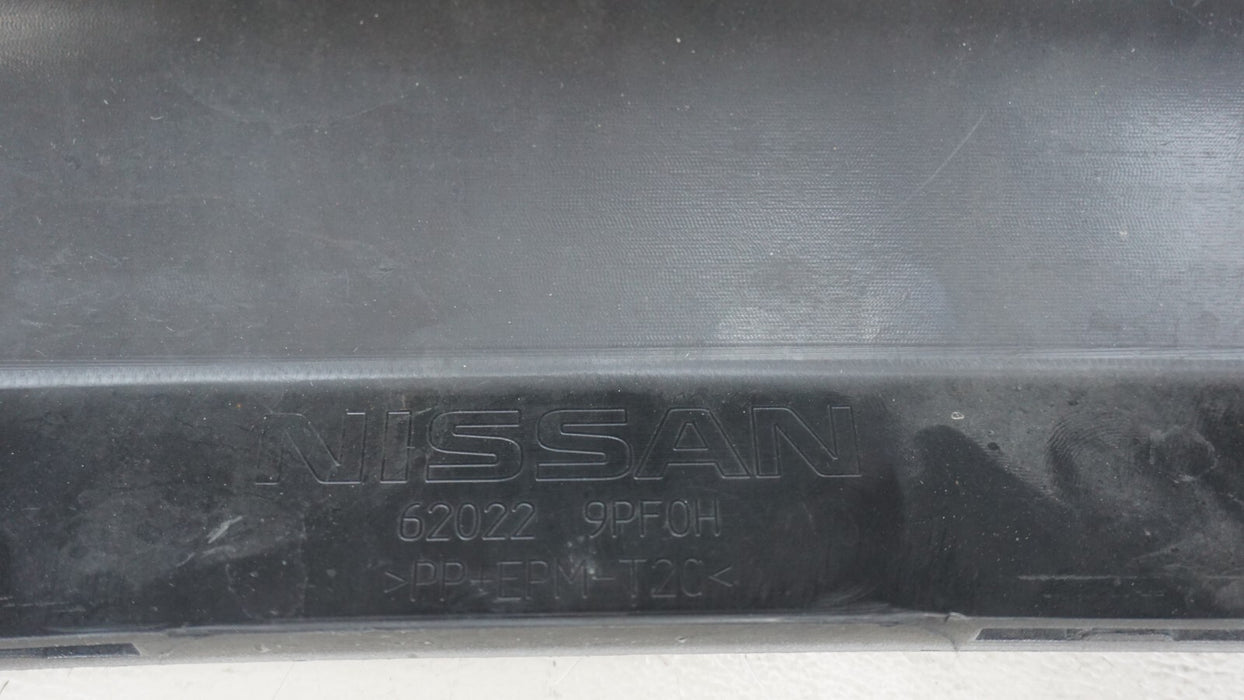 NISSAN
62022 9PF0H
>PP+EPM-T20<